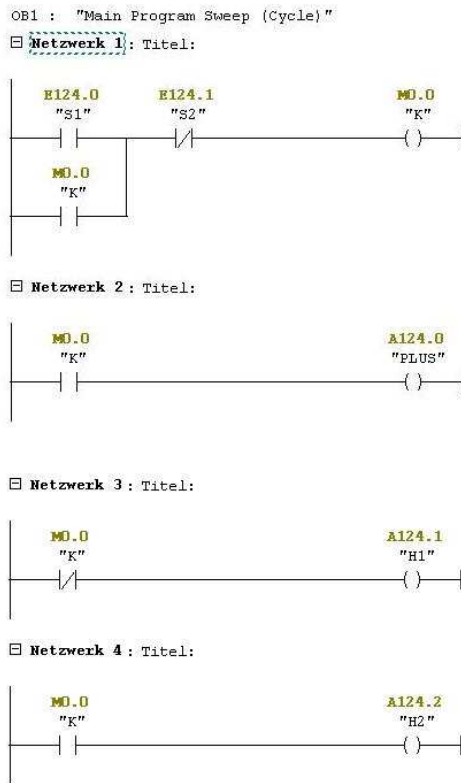 OB1 : "Main Program Sweep (Cycle)"
Netzwerk 1: Titel:
E124.0 E124.1 M0.0
"S1" "S2" "K"
M0.0
"K"
Netzwerk 2: Titel:
M0.0 A124.0
"K" "PLUS"
Netzwerk 3: Titel:
M0.0 A124.1
"K" "H1"
Netzwerk 4: Titel:
M0.0 A124.2
"K" "H2"